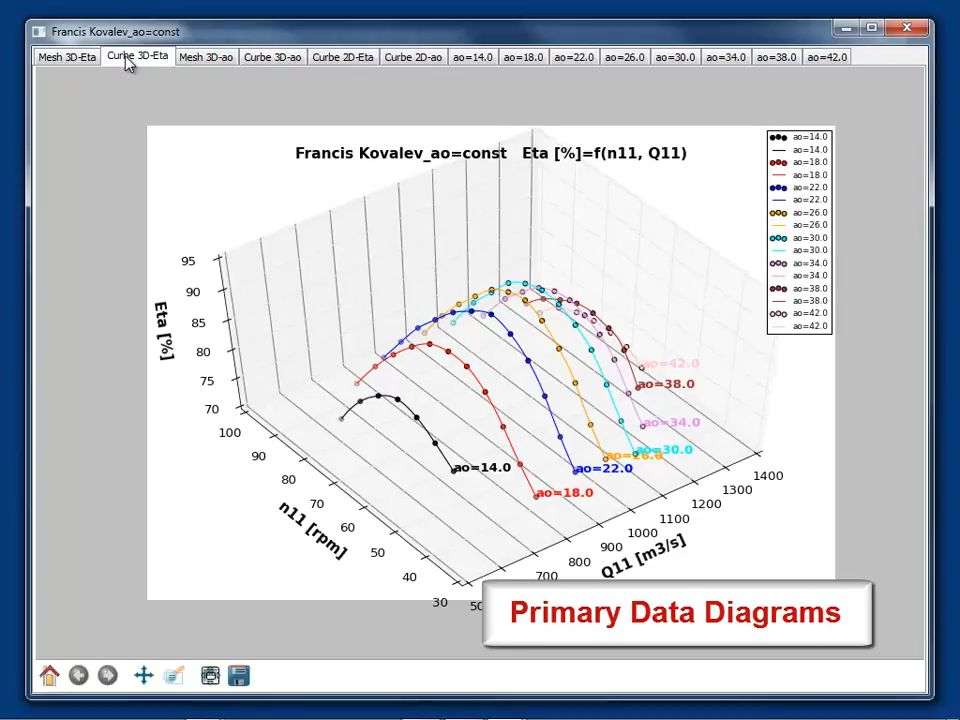 Francis Kovalev_ao=const
Mesh 3D-Eta Curbe 3D-Eta Mesh 3D-ao Curbe 3D-ao Curbe 2D-Eta Curbe 2D-ao ao=14.0 ao=18.0 ao=22.0 ao=26.0 ao=30.0 ao=34.0 ao=38.0 ao=42.0
Francis Kovalev_ao=const Eta [%]=f(n11, Q11)
ao=14.0
ao=14.0
ao=18.0
ao=18.0
ao=22.0
ao=22.0
ao=26.0
ao=26.0
ao=30.0
ao=30.0
ao=34.0
ao=34.0
ao=38.0
ao=38.0
ao=42.0
ao=42.0
95
90
85
80
75
70
Eta [%]
100
90
80
70
60
50
40
30
n11 [rpm]
700
800
900
1000
1100
1200
1300
1400
Q11 [m3/s]
ao=42.0
ao=38.0
ao=34.0
ao=30.0
ao=26.0
ao=22.0
ao=14.0
ao=18.0
Primary Data Diagrams